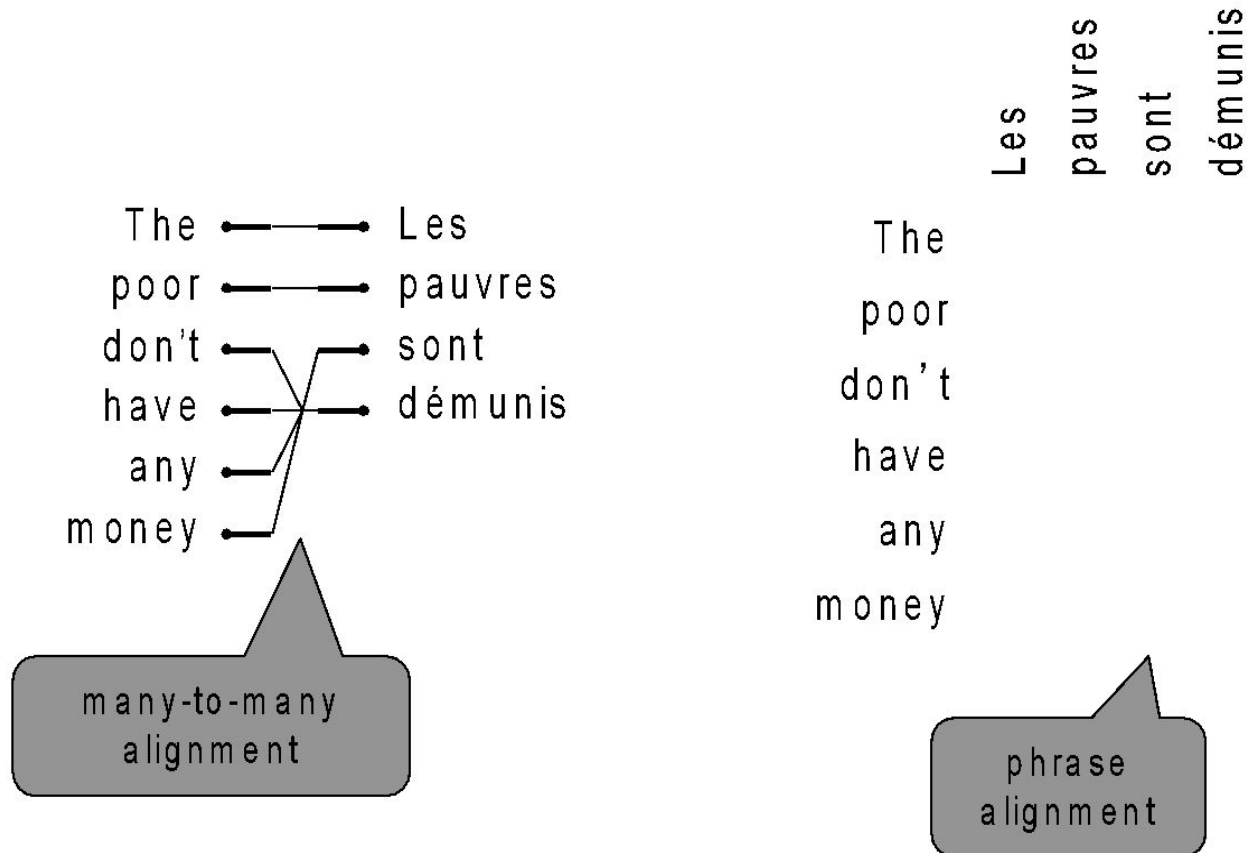 The Les
poor pauvres
don't sont
have démunis
any
money
many-to-many
alignment
Les
pauvres
sont
démunis
The
poor
don't
have
any
money
phrase
alignment